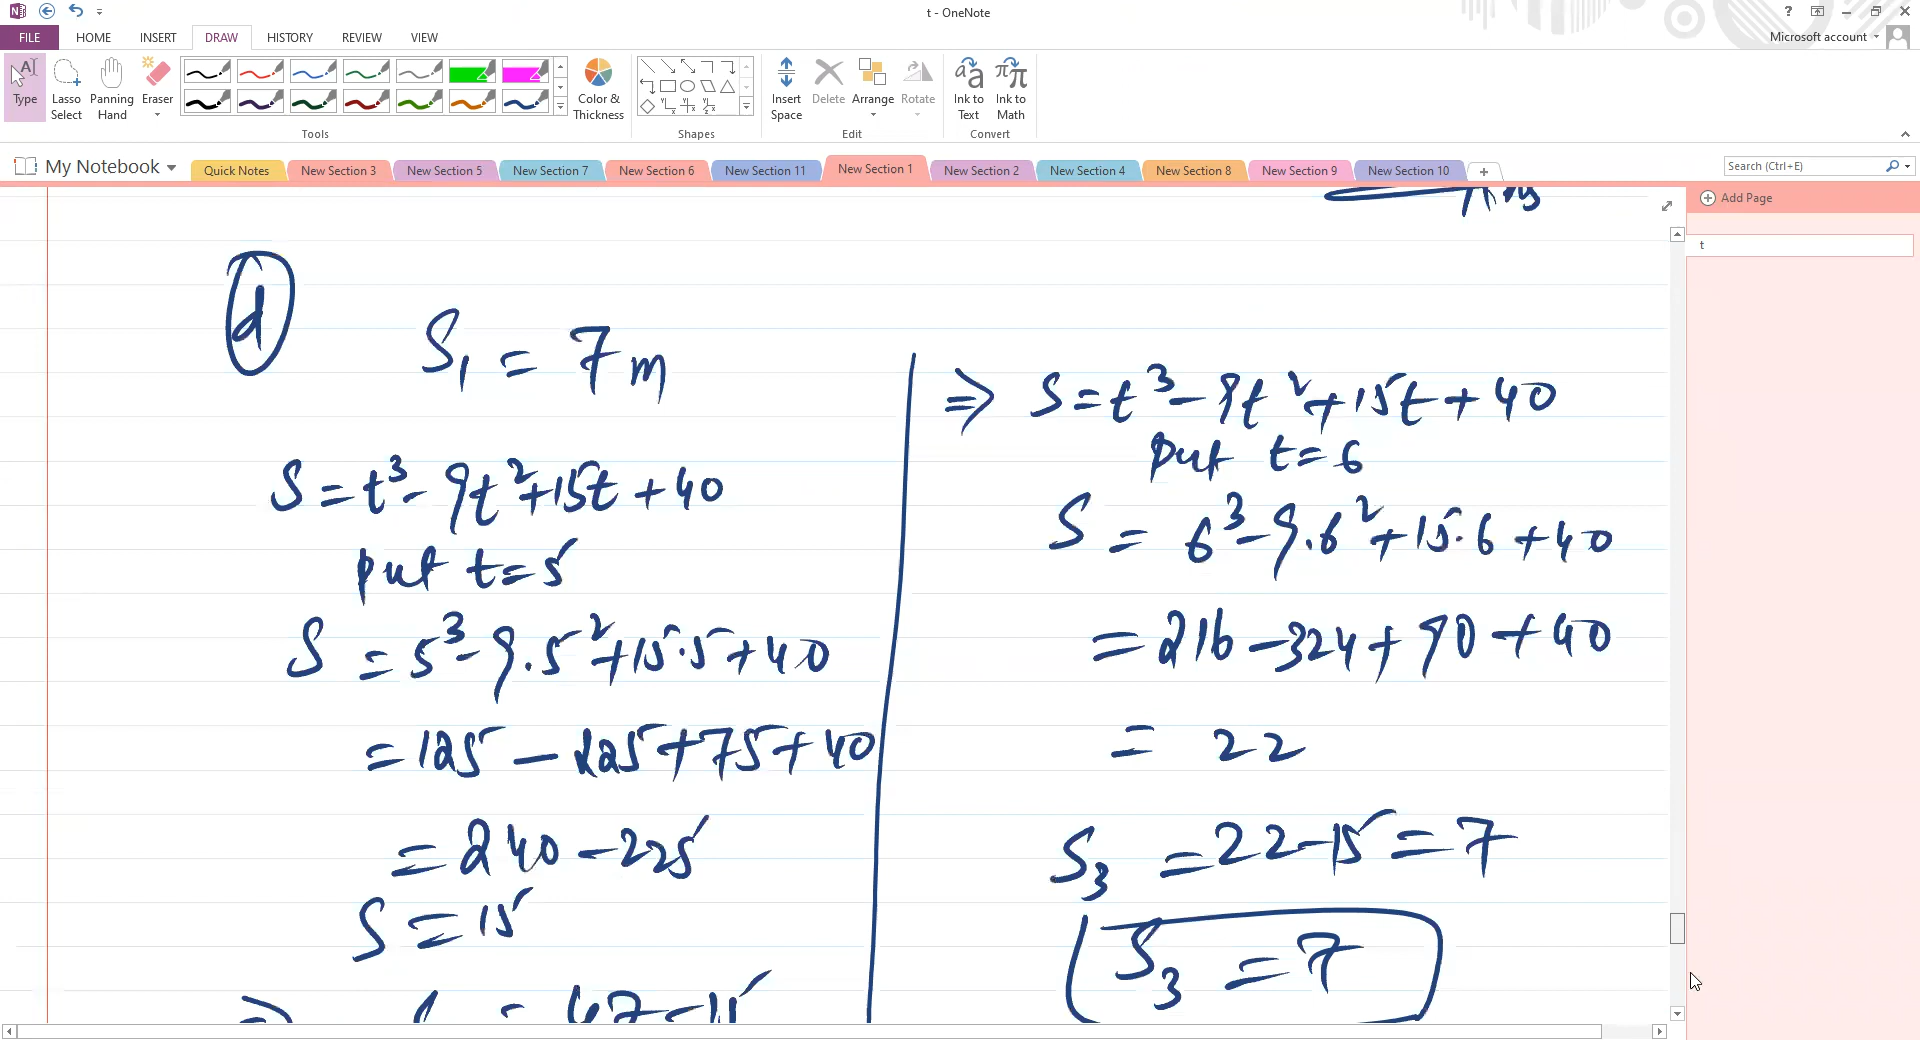 t - OneNote
FILE HOME INSERT DRAW HISTORY REVIEW VIEW
Microsoft account
Type Lasso Select Panning Hand Eraser
Color & Thickness
Insert Space Delete Arrange Rotate
Ink to Text Ink to Math
Tools Shapes Edit Convert
My Notebook Quick Notes New Section 3 New Section 5 New Section 7 New Section 6 New Section 11 New Section 1 New Section 2 New Section 4 New Section 8 New Section 9 New Section 10 +
Search (Ctrl+E)
Add Page
t
Ans
d
S₁ = 7 m
S = t³ - 9t² + 15t + 40
put t = 5
S = 5³ - 9.5² + 15.5 + 40
= 125 - 225 + 75 + 40
= 240 - 225
S = 15
= 47 - 15
⇒ S = t³ - 9t² + 15t + 40
put t = 6
S = 6³ - 9.6² + 15.6 + 40
= 216 - 324 + 90 + 40
= 22
S₃ = 22 - 15 = 7
S₃ = 7